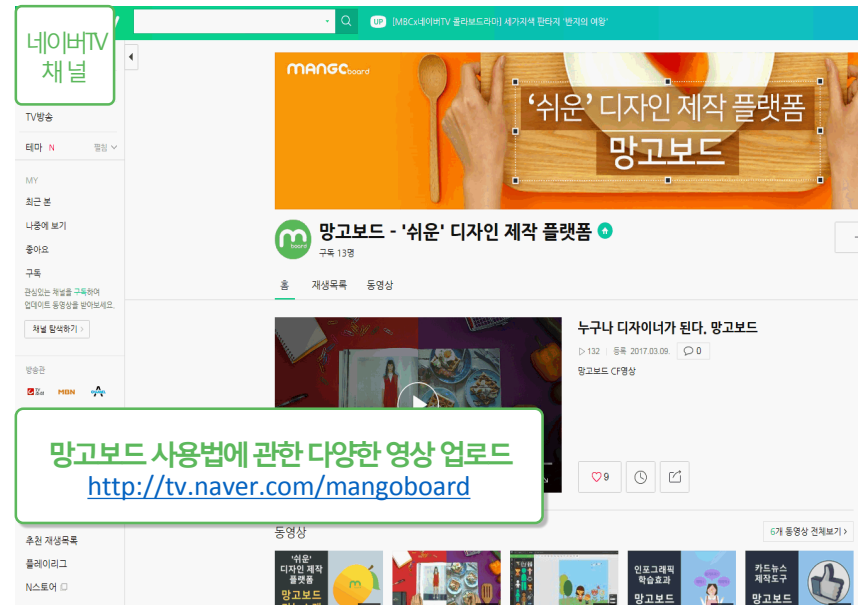 네이버TV
채널
UP [MBCx네이버TV 콜라보드라마] 세가지색 판타지 '반지의 여왕'
TV방송
테마 N 펼침
MY
최근 본
나중에 보기
좋아요
구독
관심있는 채널을 구독하여
업데이트 동영상을 받아보세요.
채널 탐색하기 >
방송관
MBN
추천 재생목록
플레이리그
N스토어
MANGOboard
'쉬운' 디자인 제작 플랫폼
망고보드
망고보드 - '쉬운' 디자인 제작 플랫폼
구독 13명
홈 재생목록 동영상
누구나 디자이너가 된다, 망고보드
▷ 132 등록 2017.03.09. 0
망고보드 CF영상
♡ 9
망고보드 사용법에 관한 다양한 영상 업로드
http://tv.naver.com/mangoboard
동영상
6개 동영상 전체보기 >
'쉬운'
디자인 제작
플랫폼
망고보드
인포그래픽
학습효과
망고보드
카드뉴스
제작도구
망고보드